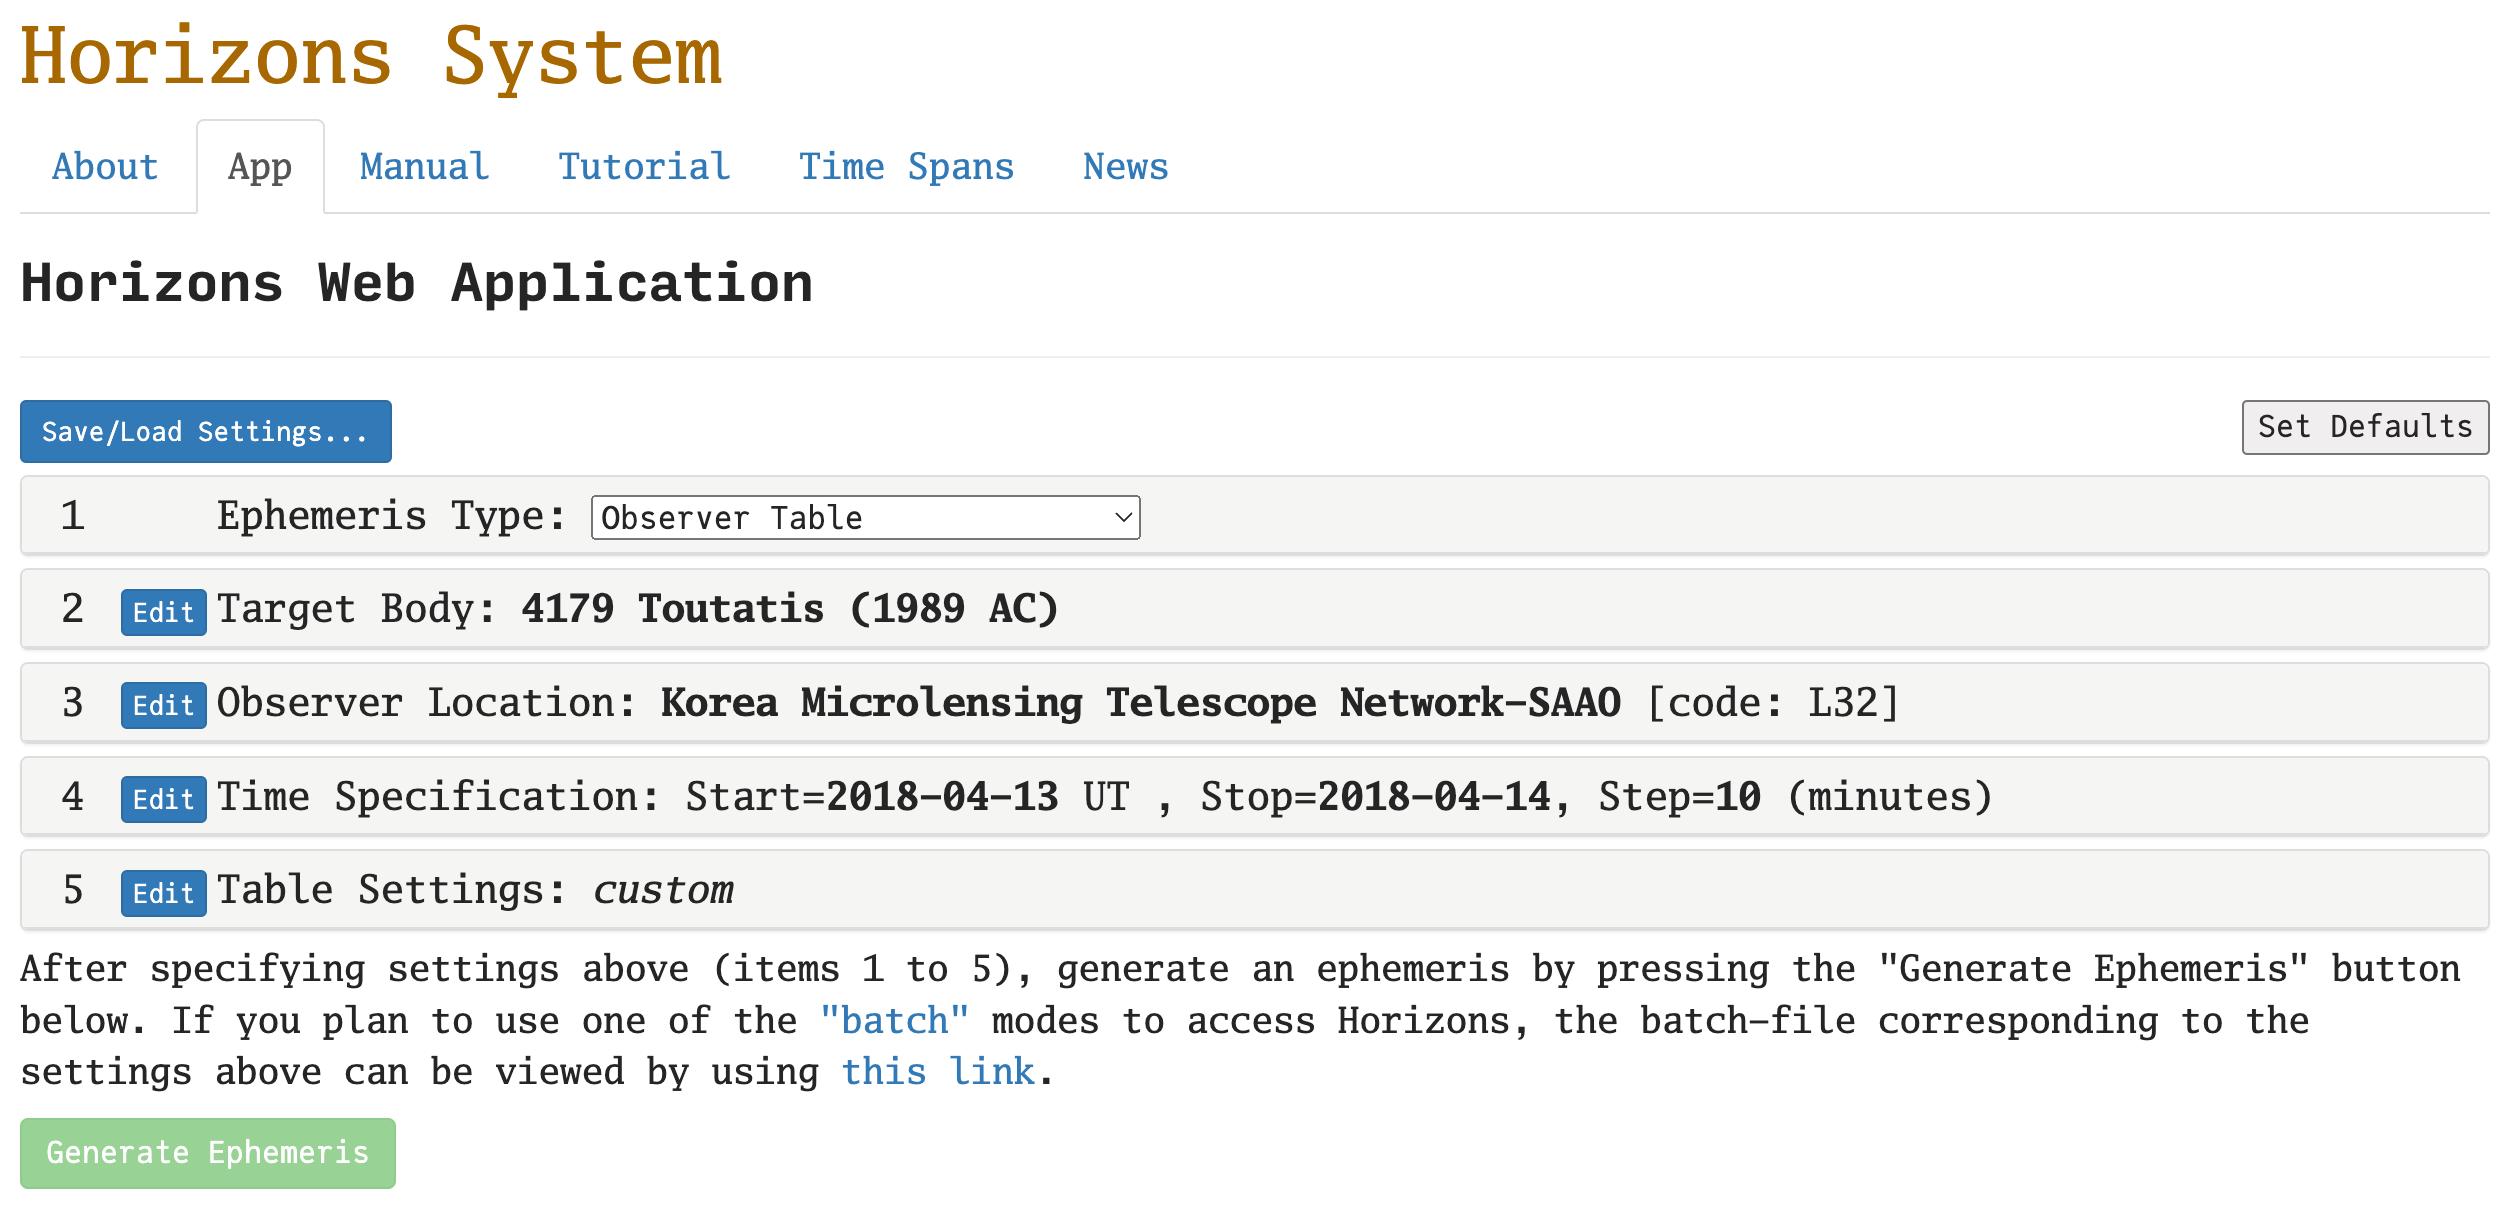 Horizons System
About App Manual Tutorial Time Spans News
Horizons Web Application
Save/Load Settings... Set Defaults
1 Ephemeris Type: Observer Table
2 Edit Target Body: 4179 Toutatis (1989 AC)
3 Edit Observer Location: Korea Microlensing Telescope Network-SAAO [code: L32]
4 Edit Time Specification: Start=2018-04-13 UT , Stop=2018-04-14, Step=10 (minutes)
5 Edit Table Settings: custom
After specifying settings above (items 1 to 5), generate an ephemeris by pressing the "Generate Ephemeris" button
below. If you plan to use one of the "batch" modes to access Horizons, the batch-file corresponding to the
settings above can be viewed by using this link.
Generate Ephemeris